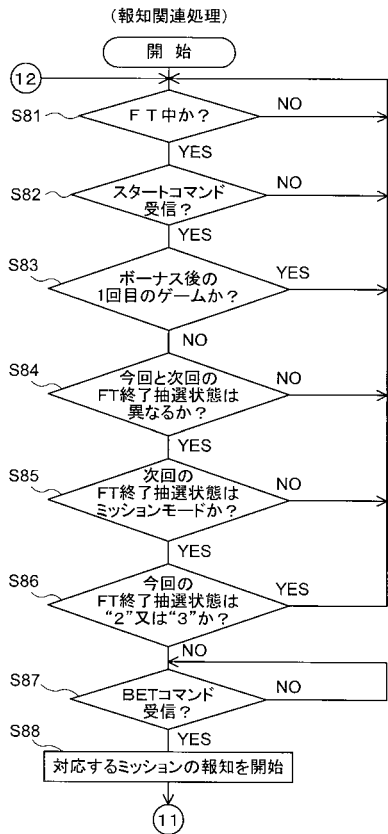 （報知関連処理）
開 始
12
S81
ＦＴ中か？
NO
YES
S82
スタートコマンド
受信？
NO
YES
S83
ボーナス後の
1回目のゲームか？
YES
NO
S84
今回と次回の
FT終了抽選状態は
異なるか？
NO
YES
S85
次回の
FT終了抽選状態は
ミッションモードか？
NO
YES
S86
今回の
FT終了抽選状態は
“2”又は“3”か？
YES
NO
S87
BETコマンド
受信？
NO
YES
S88
対応するミッションの報知を開始
11